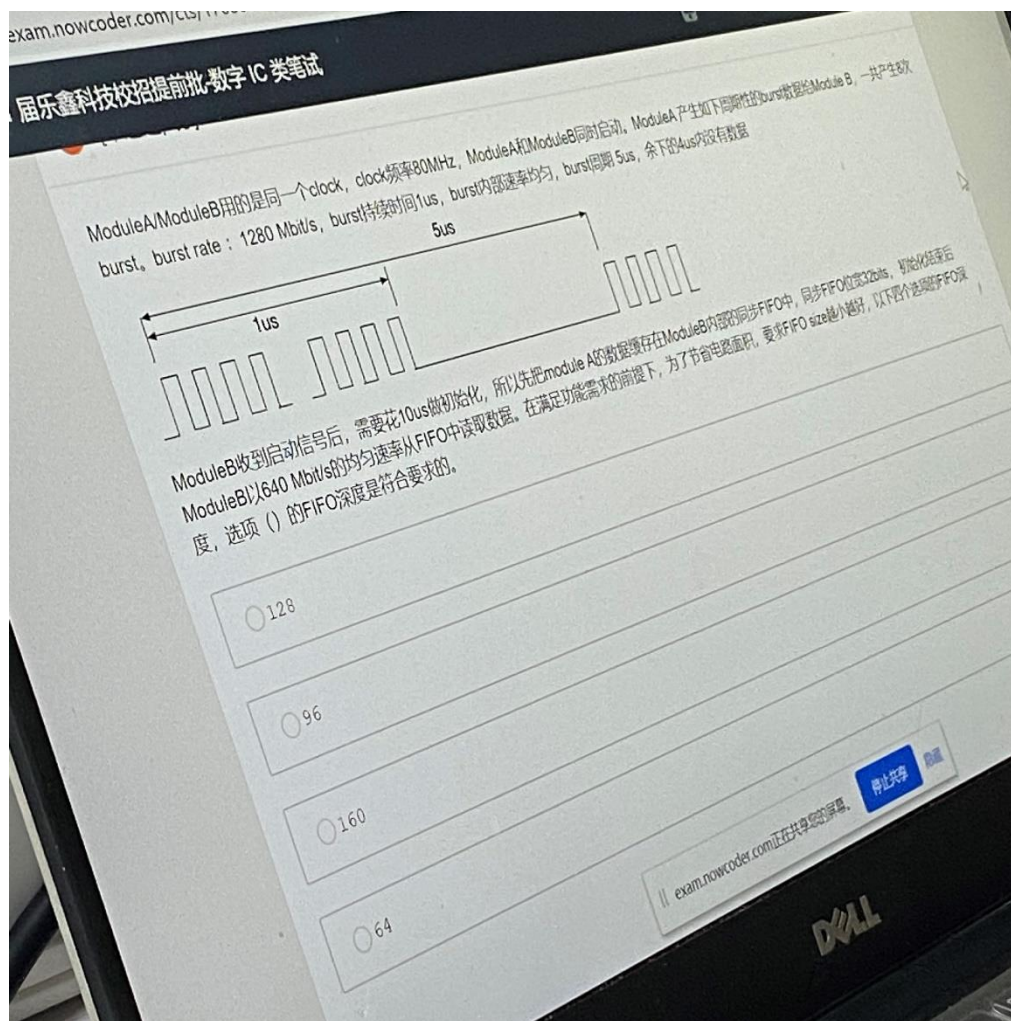 exam.nowcoder.com/cts/
届乐鑫科技校招提前批-数字 IC 类笔试
ModuleA/ModuleB用的是同一个clock，clock频率80MHz，ModuleA和ModuleB同时启动。ModuleA产生如下周期性的burst数据给Module B，一共产生8次
burst。burst rate：1280 Mbit/s，burst持续时间1us，burst内部速率均匀，burst周期 5us，余下的4us内没有数据
5us
1us
ModuleB收到启动信号后，需要花10us做初始化，所以先把module A的数据缓存在ModuleB内部的同步FIFO中，同步FIFO位宽32bits，初始化结束后
ModuleB以640 Mbit/s的均匀速率从FIFO中读取数据。在满足功能需求的前提下，为了节省电路面积，要求FIFO size越小越好，以下四个选项的FIFO深
度，选项（）的FIFO深度是符合要求的。
128
96
160
64
|| exam.nowcoder.com正在共享您的屏幕。 停止共享 隐藏
DELL